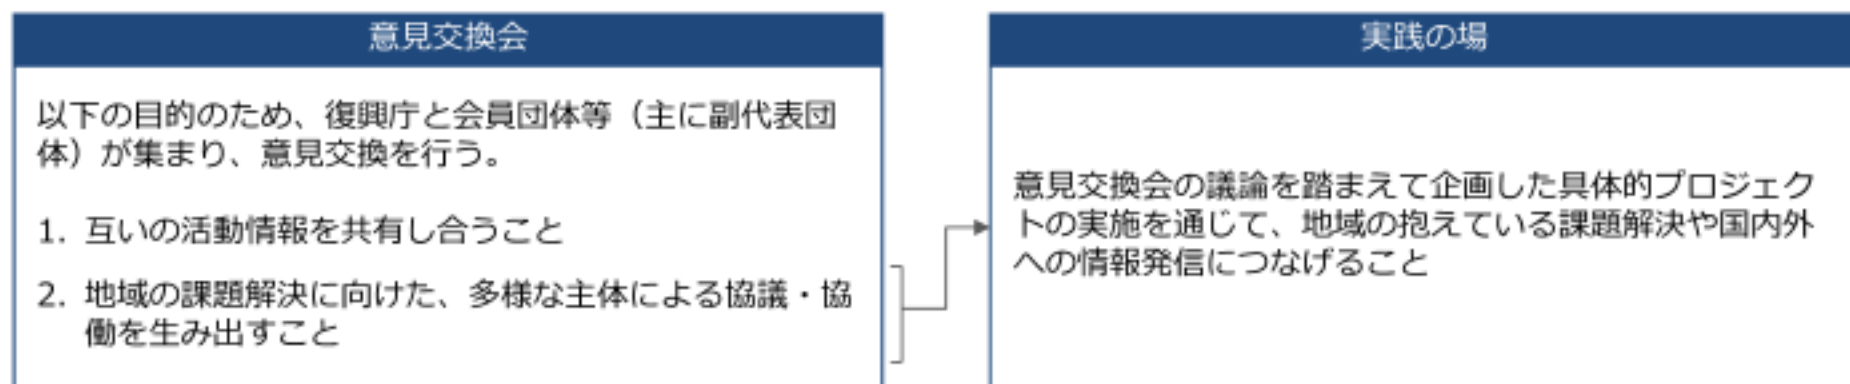 意見交換会
以下の目的のため、復興庁と会員団体等（主に副代表団
体）が集まり、意見交換を行う。
1. 互いの活動情報を共有し合うこと
2. 地域の課題解決に向けた、多様な主体による協議・協
働を生み出すこと
実践の場
意見交換会の議論を踏まえて企画した具体的プロジェク
トの実施を通じて、地域の抱えている課題解決や国内外
への情報発信につなげること